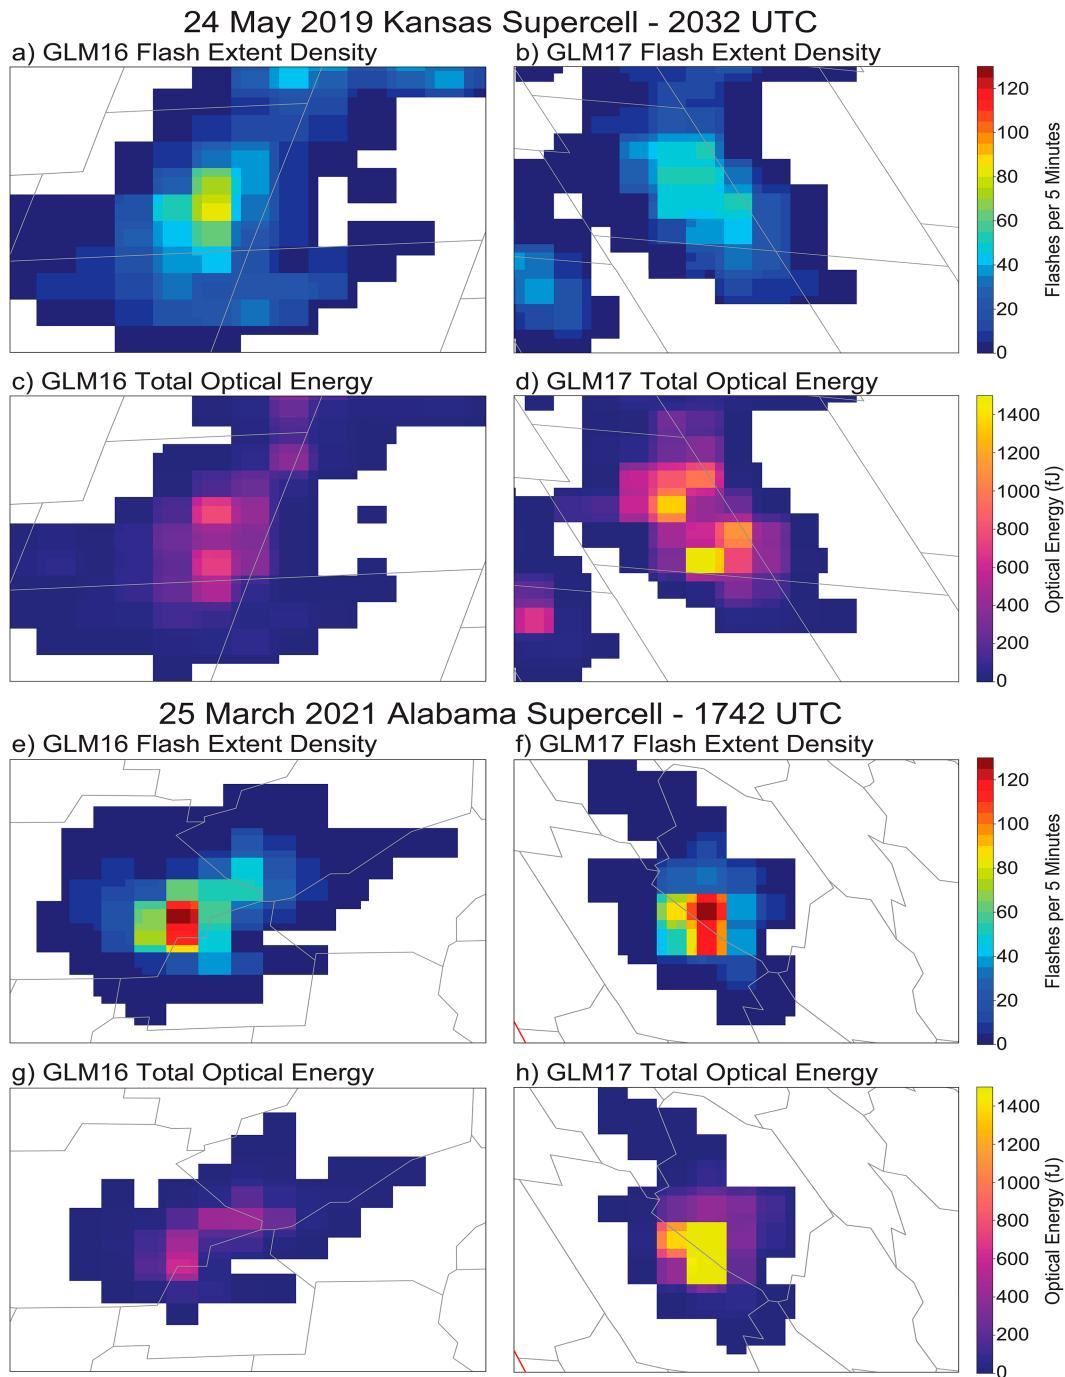 24 May 2019 Kansas Supercell - 2032 UTC
a) GLM16 Flash Extent Density
b) GLM17 Flash Extent Density
120
100
80
60
40
20
0
Flashes per 5 Minutes
c) GLM16 Total Optical Energy
d) GLM17 Total Optical Energy
1400
1200
1000
800
600
400
200
0
Optical Energy (fJ)
25 March 2021 Alabama Supercell - 1742 UTC
e) GLM16 Flash Extent Density
f) GLM17 Flash Extent Density
120
100
80
60
40
20
0
Flashes per 5 Minutes
g) GLM16 Total Optical Energy
h) GLM17 Total Optical Energy
1400
1200
1000
800
600
400
200
0
Optical Energy (fJ)